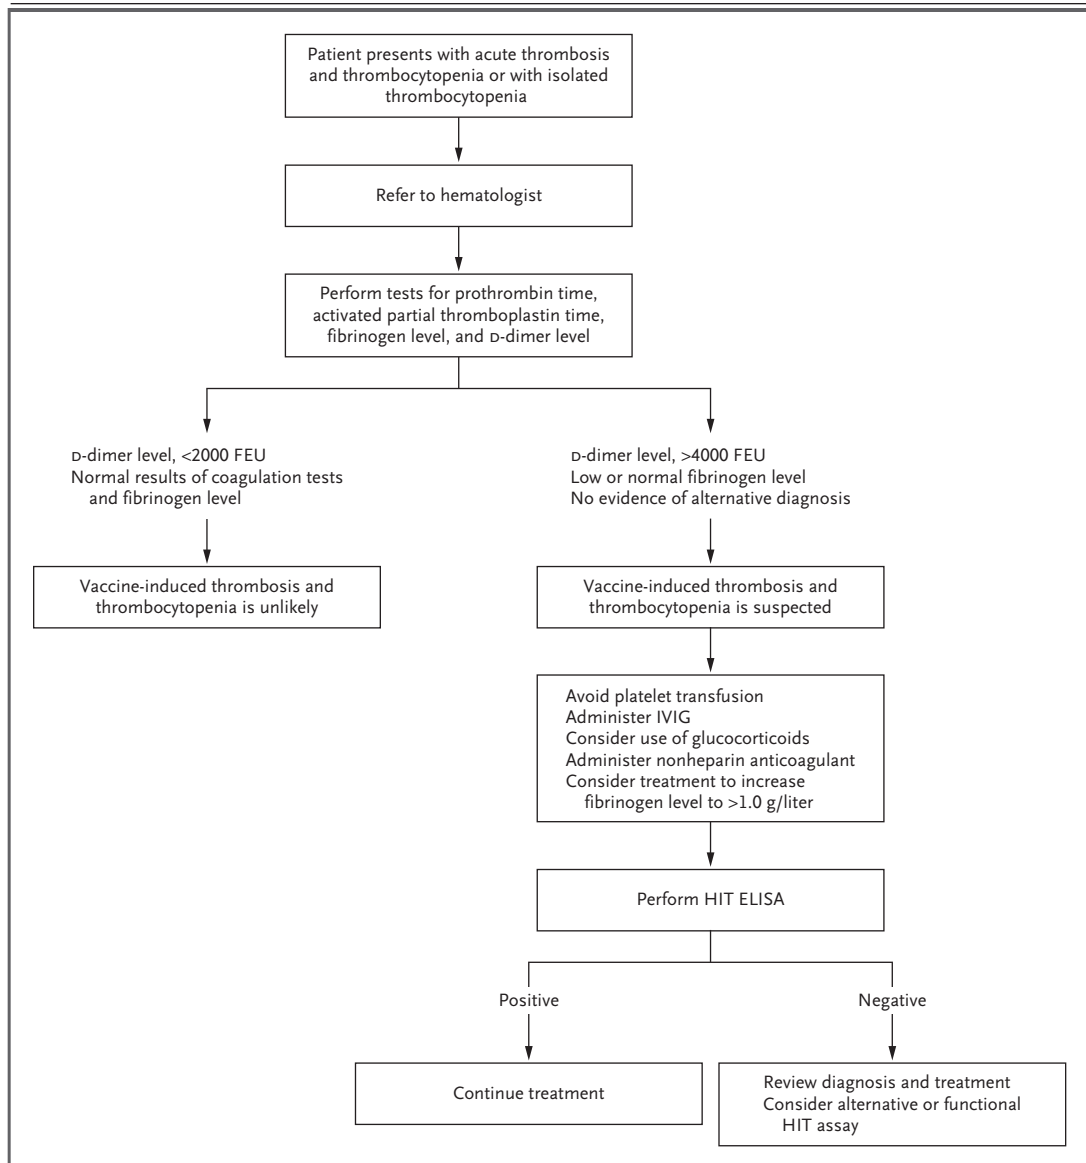 Patient presents with acute thrombosis
and thrombocytopenia or with isolated
thrombocytopenia
Refer to hematologist
Perform tests for prothrombin time,
activated partial thromboplastin time,
fibrinogen level, and D-dimer level
D-dimer level, <2000 FEU
Normal results of coagulation tests
and fibrinogen level
D-dimer level, >4000 FEU
Low or normal fibrinogen level
No evidence of alternative diagnosis
Vaccine-induced thrombosis and
thrombocytopenia is unlikely
Vaccine-induced thrombosis and
thrombocytopenia is suspected
Avoid platelet transfusion
Administer IVIG
Consider use of glucocorticoids
Administer nonheparin anticoagulant
Consider treatment to increase
fibrinogen level to >1.0 g/liter
Perform HIT ELISA
Positive
Negative
Continue treatment
Review diagnosis and treatment
Consider alternative or functional
HIT assay